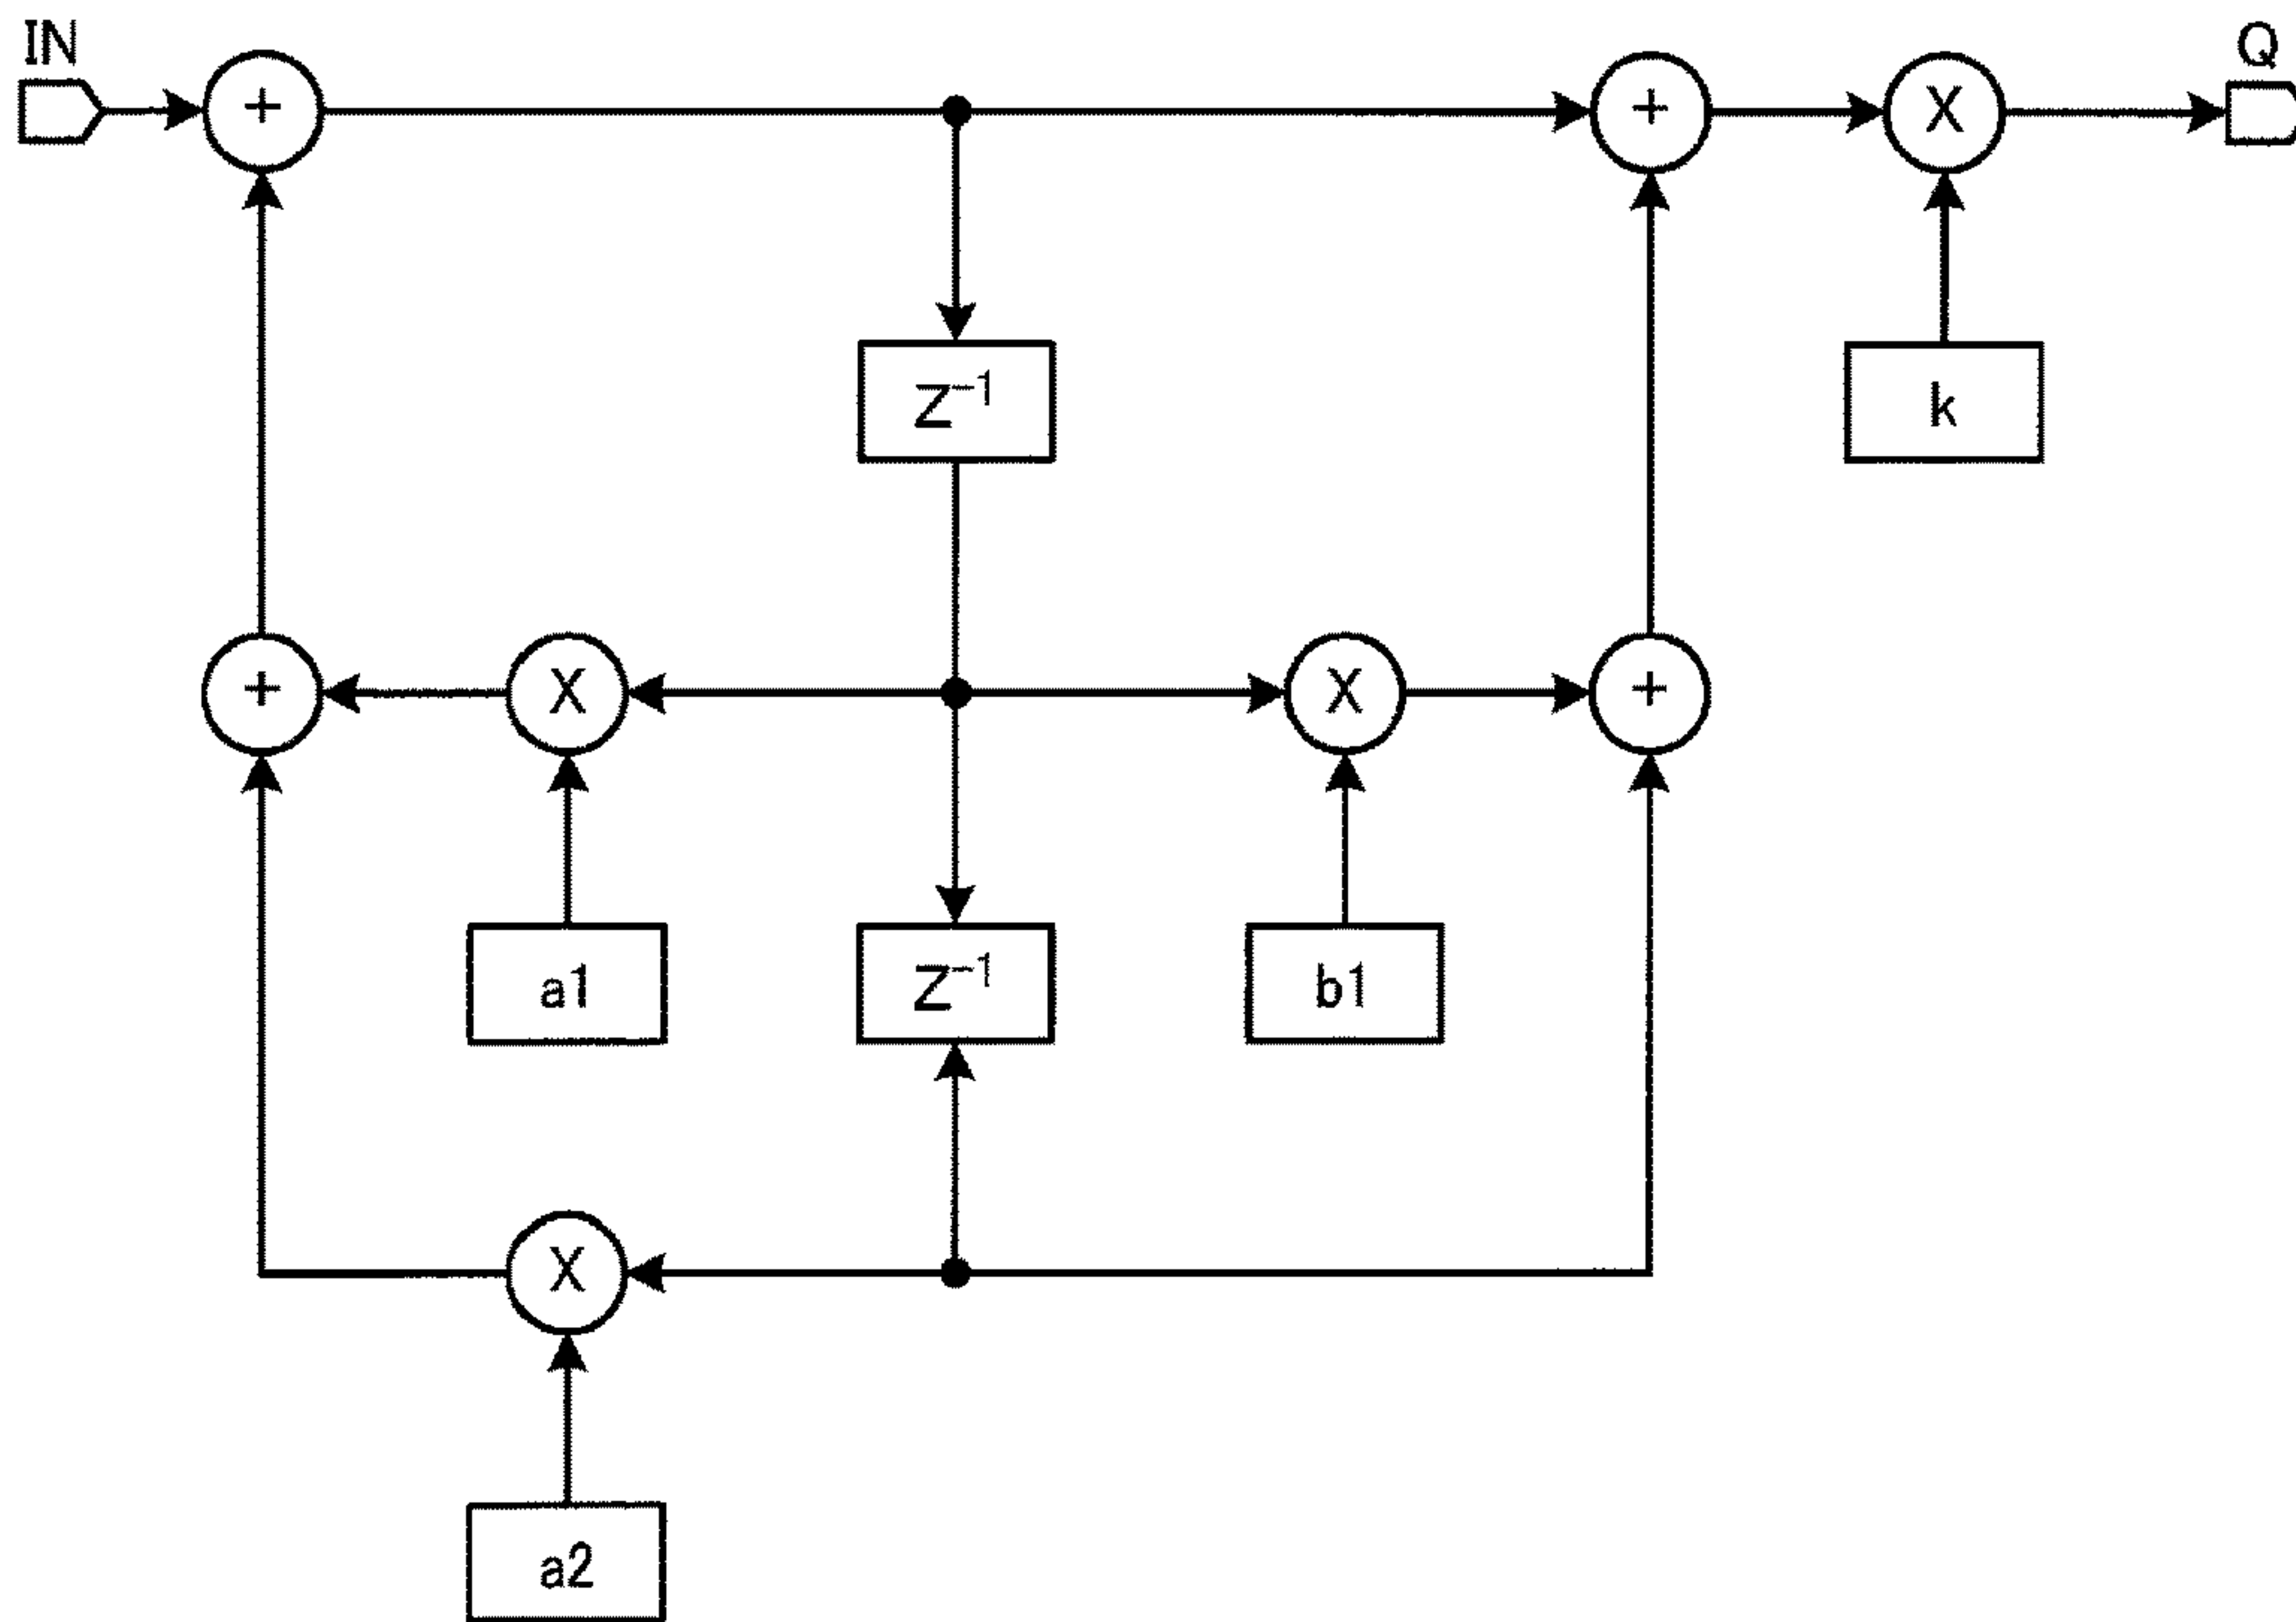 IN
Q
+
+
X
Z⁻¹
k
+
X
X
+
a1
Z⁻¹
b1
X
a2